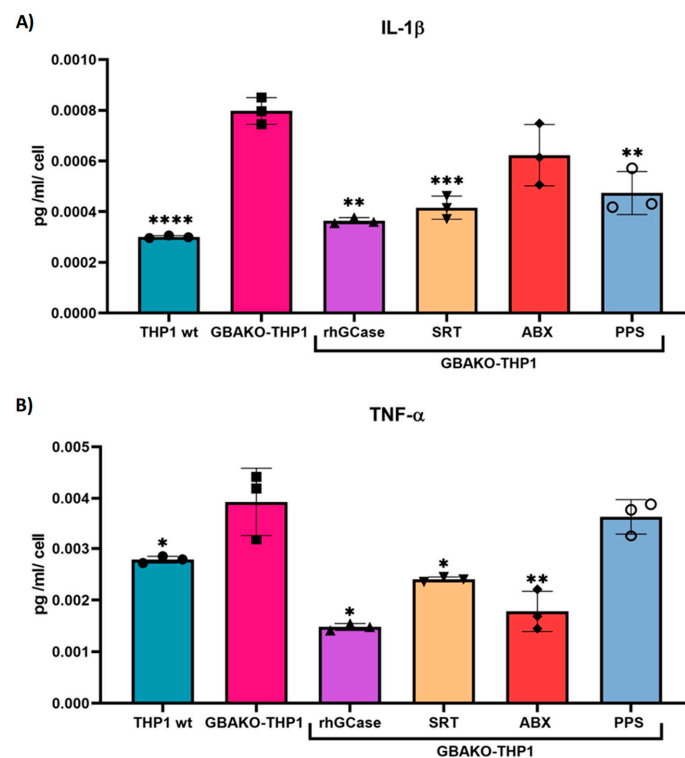 A)
IL-1β
pg /ml/ cell
0.0010
0.0008
0.0006
0.0004
0.0002
0.0000
****
**
***
**
THP1 wt GBAKO-THP1 rhGCase SRT ABX PPS
GBAKO-THP1
B)
TNF-α
pg /ml/ cell
0.005
0.004
0.003
0.002
0.001
0.000
*
*
*
**
THP1 wt GBAKO-THP1 rhGCase SRT ABX PPS
GBAKO-THP1